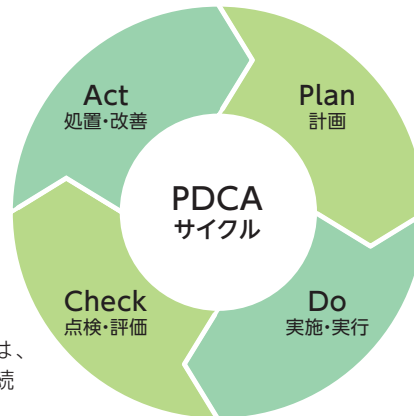 Act
処置・改善
Plan
計画
PDCA
サイクル
Check
点検・評価
Do
実施・実行
は、
続